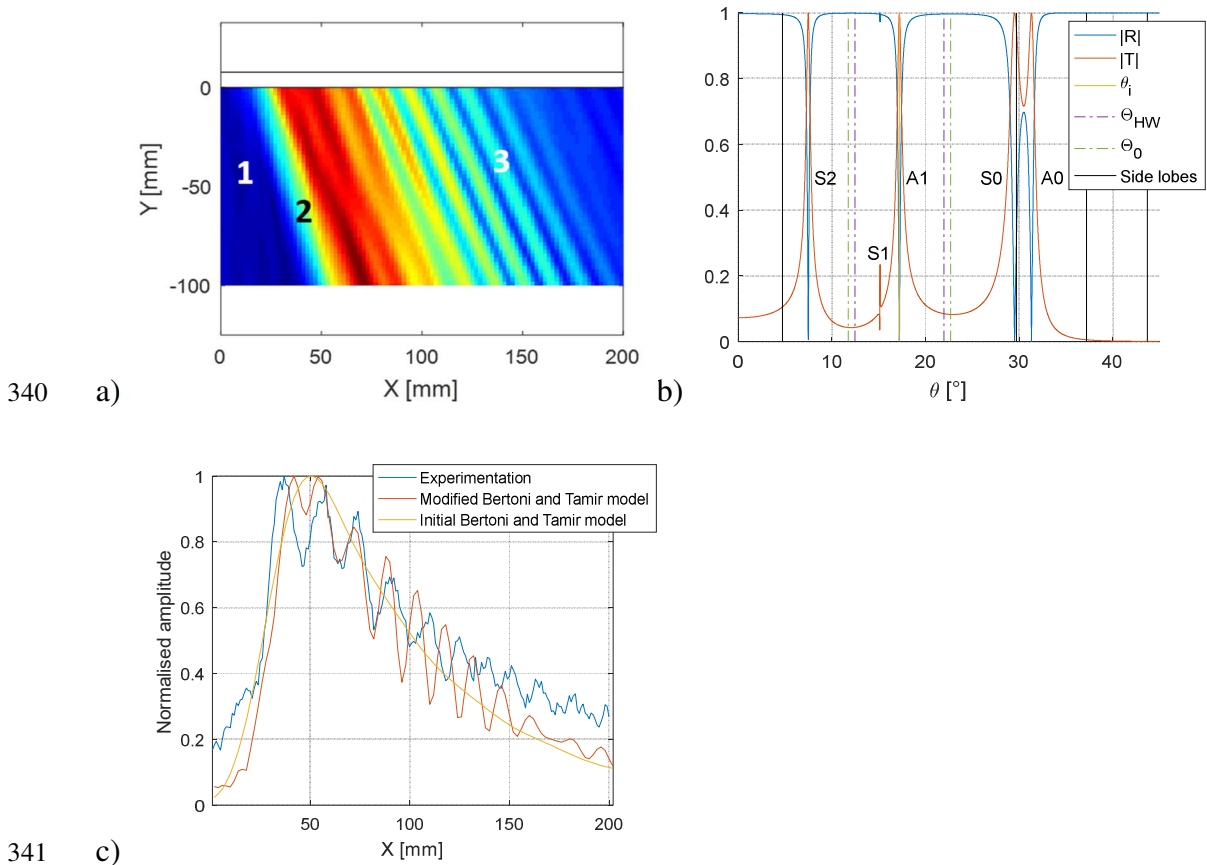 1
2
3
0
-50
-100
Y [mm]
0
50
100
150
200
X [mm]
340 a)
1
0.8
0.6
0.4
0.2
0
S2
S1
A1
S0
A0
|R|
|T|
θi
ΘHW
Θ0
Side lobes
0
10
20
30
40
θ [°]
b)
1
0.8
0.6
0.4
0.2
0
Normalised amplitude
Experimentation
Modified Bertoni and Tamir model
Initial Bertoni and Tamir model
50
100
150
200
X [mm]
341 c)